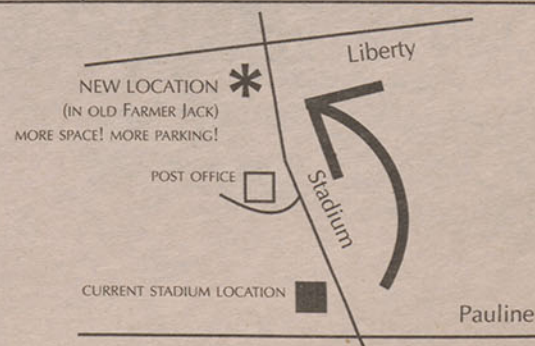 Liberty
NEW LOCATION *
(IN OLD FARMER JACK)
MORE SPACE! MORE PARKING!
POST OFFICE
Stadium
CURRENT STADIUM LOCATION
Pauline